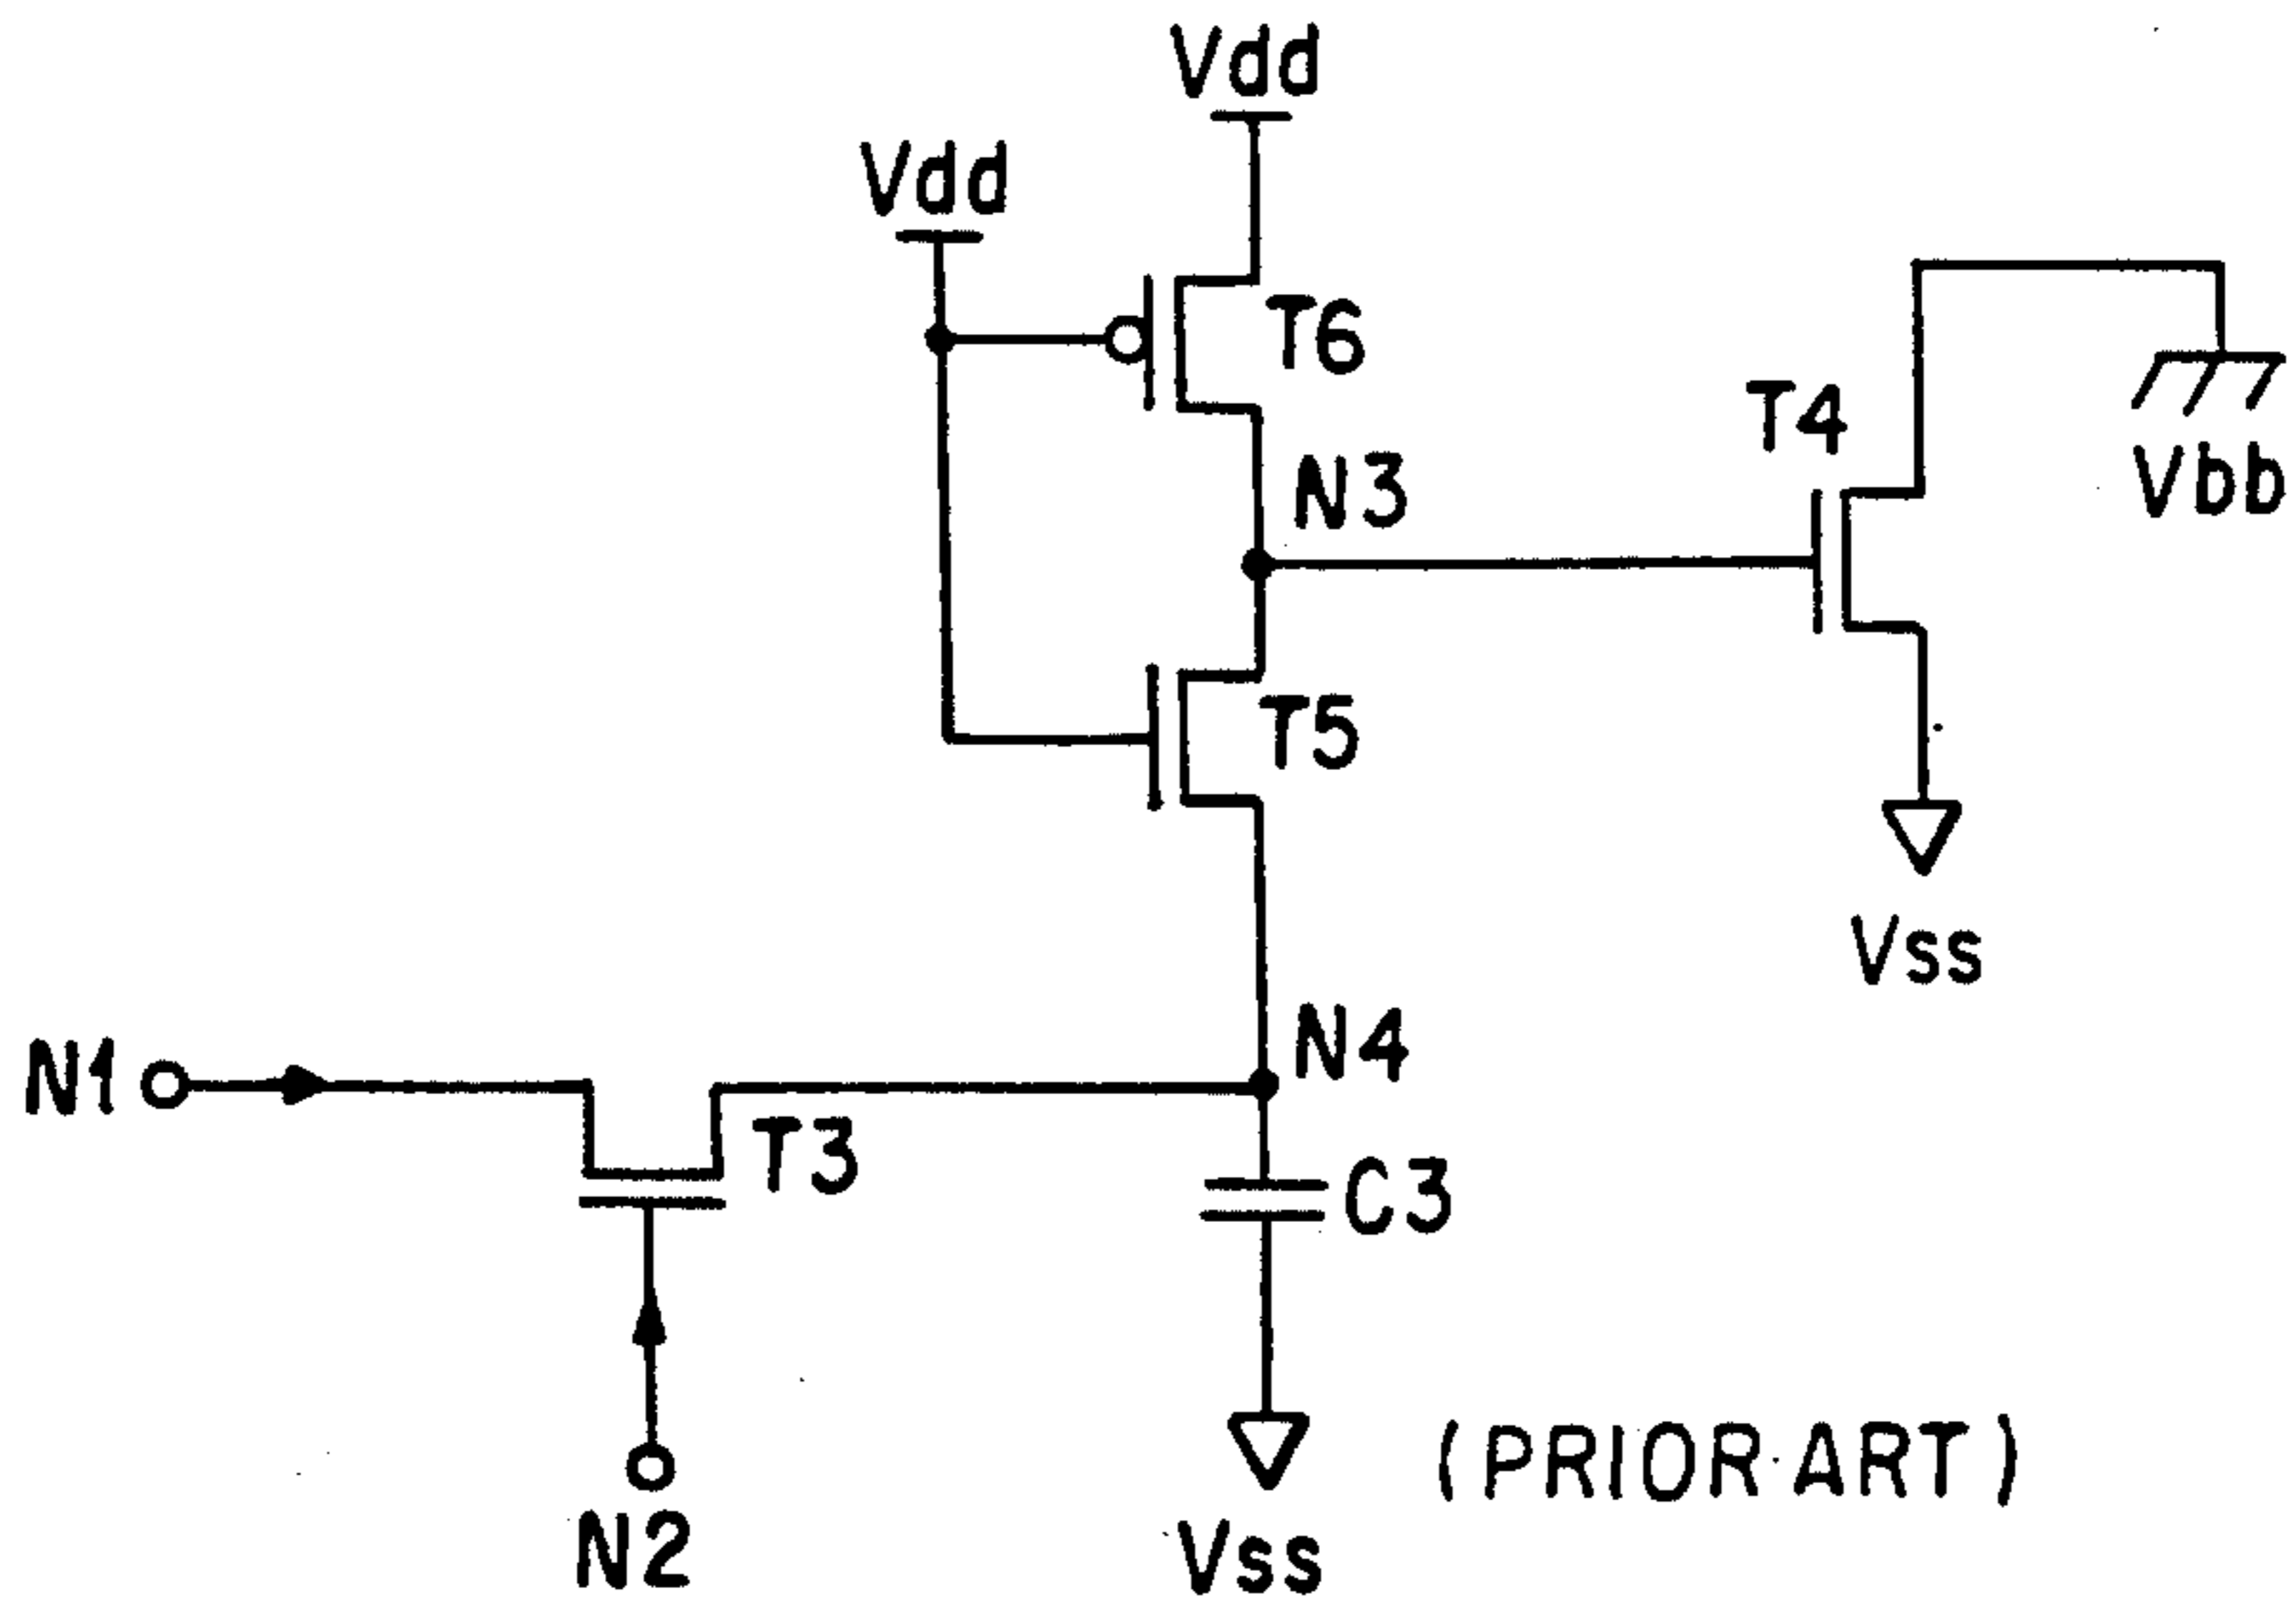 Vdd
Vdd
T6
T4
N3
Vbb
T5
Vss
N4
N1
T3
C3
(PRIOR ART)
N2
Vss